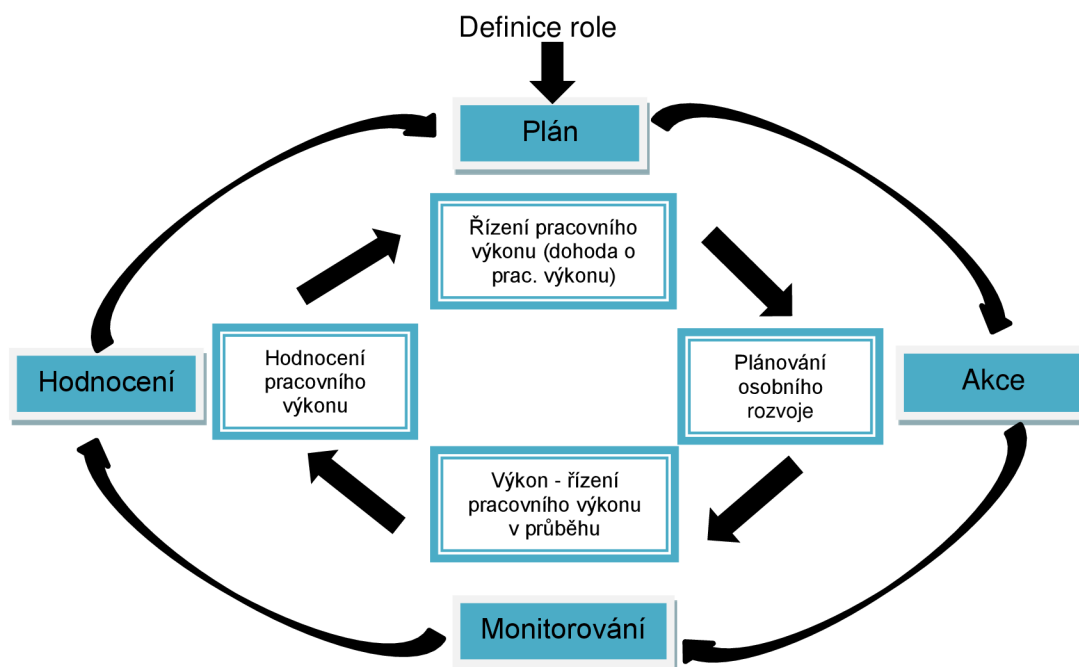 Definice role
Plán
Řízení pracovního
výkonu (dohoda o
prac. výkonu)
Hodnocení
Hodnocení
pracovního
výkonu
Plánování
osobního
rozvoje
Akce
Výkon - řízení
pracovního výkonu
v průběhu
Monitorování